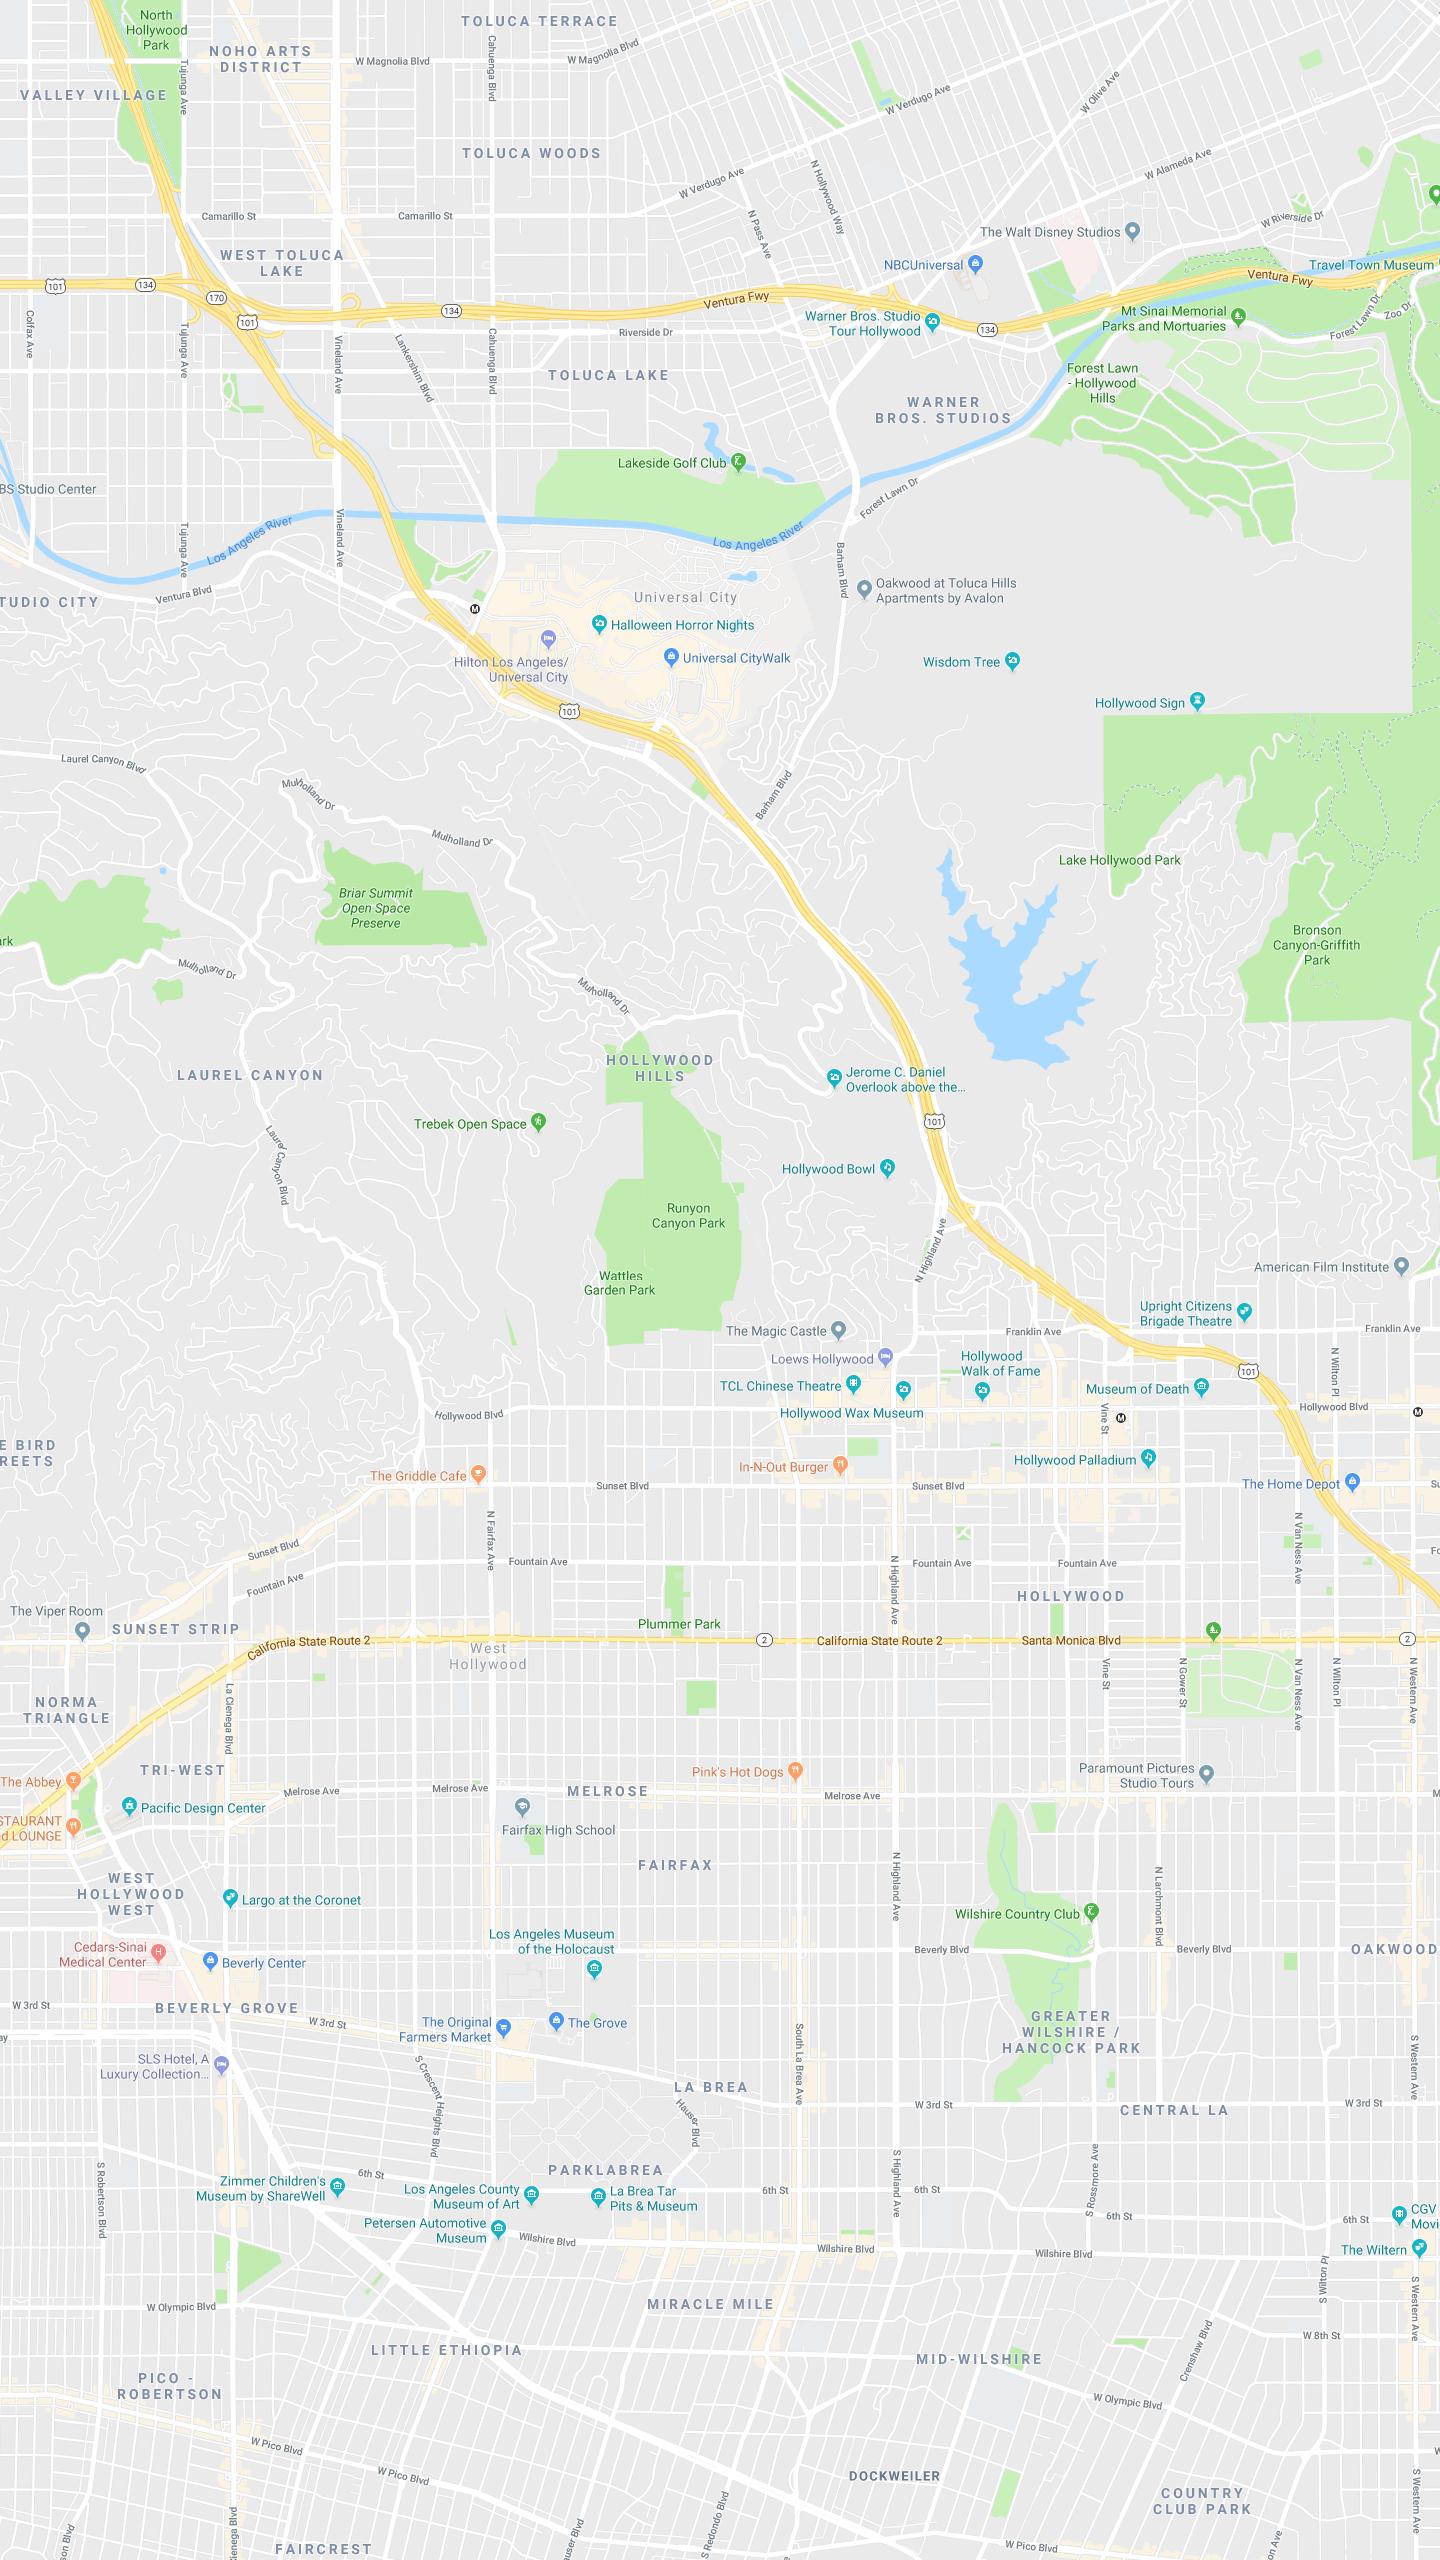 TOLUCA TERRACE
North
Hollywood
Park
NOHO ARTS
DISTRICT
Cahuenga Blvd
W Magnolia Blvd
W Magnolia Blvd
Tujunga Ave
VALLEY VILLAGE
W Verdugo Ave
W Olive Ave
TOLUCA WOODS
W Verdugo Ave
N Hollywood Way
W Alameda Ave
Camarillo St
Camarillo St
N Pass Ave
W Riverside Dr
The Walt Disney Studios
WEST TOLUCA
LAKE
NBCUniversal
Travel Town Museum
101
134
170
101
134
Ventura Fwy
Ventura Fwy
Warner Bros. Studio
Tour Hollywood
134
Mt Sinai Memorial
Parks and Mortuaries
Forest Lawn Dr
Zoo Dr
Colfax Ave
Tujunga Ave
Vineland Ave
Lankershim Blvd
Cahuenga Blvd
Riverside Dr
TOLUCA LAKE
Forest Lawn
- Hollywood
Hills
WARNER
BROS. STUDIOS
Lakeside Golf Club
BS Studio Center
Forest Lawn Dr
Los Angeles River
Los Angeles River
Tujunga Ave
Vineland Ave
Barham Blvd
Ventura Blvd
TUDIO CITY
Universal City
Oakwood at Toluca Hills
Apartments by Avalon
M
Halloween Horror Nights
Hilton Los Angeles/
Universal City
Universal CityWalk
Wisdom Tree
101
Hollywood Sign
Laurel Canyon Blvd
Mulholland Dr
Barham Blvd
Mulholland Dr
Lake Hollywood Park
Briar Summit
Open Space
Preserve
ark
Mulholland Dr
Bronson
Canyon-Griffith
Park
Mulholland Dr
HOLLYWOOD
HILLS
LAUREL CANYON
Jerome C. Daniel
Overlook above the...
Trebek Open Space
101
Laurel Canyon Blvd
Hollywood Bowl
Runyon
Canyon Park
N Highland Ave
Wattles
Garden Park
American Film Institute
Upright Citizens
Brigade Theatre
The Magic Castle
Franklin Ave
Franklin Ave
Loews Hollywood
Hollywood
Walk of Fame
N Wilton Pl
101
TCL Chinese Theatre
Museum of Death
Hollywood Wax Museum
Hollywood Blvd
Vine St
M
Hollywood Blvd
M
E BIRD
REETS
The Griddle Cafe
In-N-Out Burger
Hollywood Palladium
Sunset Blvd
Sunset Blvd
The Home Depot
Su
N Fairfax Ave
Sunset Blvd
Fountain Ave
Fountain Ave
N Highland Ave
Fountain Ave
Fountain Ave
N Van Ness Ave
Fo
HOLLYWOOD
The Viper Room
SUNSET STRIP
California State Route 2
West
Hollywood
Plummer Park
2
California State Route 2
Santa Monica Blvd
2
NORMA
TRIANGLE
La Cienega Blvd
Vine St
N Gower St
N Van Ness Ave
N Wilton Pl
N Western Ave
TRI-WEST
The Abbey
Melrose Ave
Melrose Ave
MELROSE
Pink's Hot Dogs
Melrose Ave
Paramount Pictures
Studio Tours
M
Pacific Design Center
STAURANT
d LOUNGE
Fairfax High School
FAIRFAX
WEST
HOLLYWOOD
WEST
Largo at the Coronet
N Highland Ave
Wilshire Country Club
N Larchmont Blvd
Los Angeles Museum
of the Holocaust
Cedars-Sinai
Medical Center
H
Beverly Center
Beverly Blvd
Beverly Blvd
OAKWOOD
W 3rd St
BEVERLY GROVE
W 3rd St
The Original
Farmers Market
The Grove
GREATER
WILSHIRE /
HANCOCK PARK
ay
SLS Hotel, A
Luxury Collection...
S Crescent Heights Blvd
South La Brea Ave
S Western Ave
LA BREA
Hauser Blvd
W 3rd St
CENTRAL LA
W 3rd St
S Robertson Blvd
PARKLABREA
S Highland Ave
S Rossmore Ave
6th St
Zimmer Children's
Museum by ShareWell
Los Angeles County
Museum of Art
La Brea Tar
Pits & Museum
6th St
6th St
6th St
6th St
CGV
Movi
Petersen Automotive
Museum
Wilshire Blvd
Wilshire Blvd
Wilshire Blvd
The Wiltern
S Wilton Pl
S Western Ave
W Olympic Blvd
MIRACLE MILE
LITTLE ETHIOPIA
MID-WILSHIRE
Crenshaw Blvd
W 8th St
PICO -
ROBERTSON
W Olympic Blvd
W Pico Blvd
W Pico Blvd
DOCKWEILER
COUNTRY
CLUB PARK
S Western Ave
son Blvd
ienega Blvd
FAIRCREST
user Blvd
S Redondo Blvd
W Pico Blvd
on Ave
W